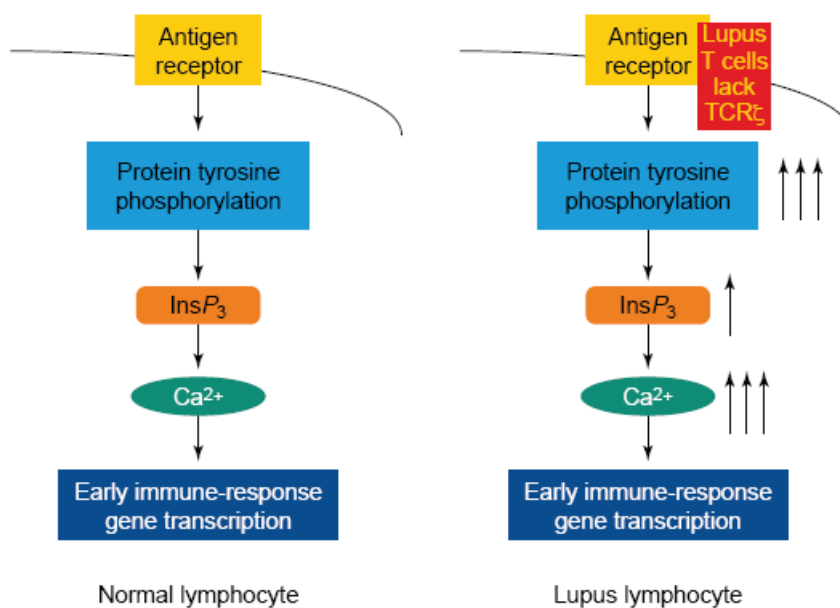 Antigen
receptor
Protein tyrosine
phosphorylation
InsP₃
Ca²⁺
Early immune-response
gene transcription
Normal lymphocyte
Antigen
receptor
Lupus
T cells
lack
TCRζ
Protein tyrosine
phosphorylation
InsP₃
Ca²⁺
Early immune-response
gene transcription
Lupus lymphocyte